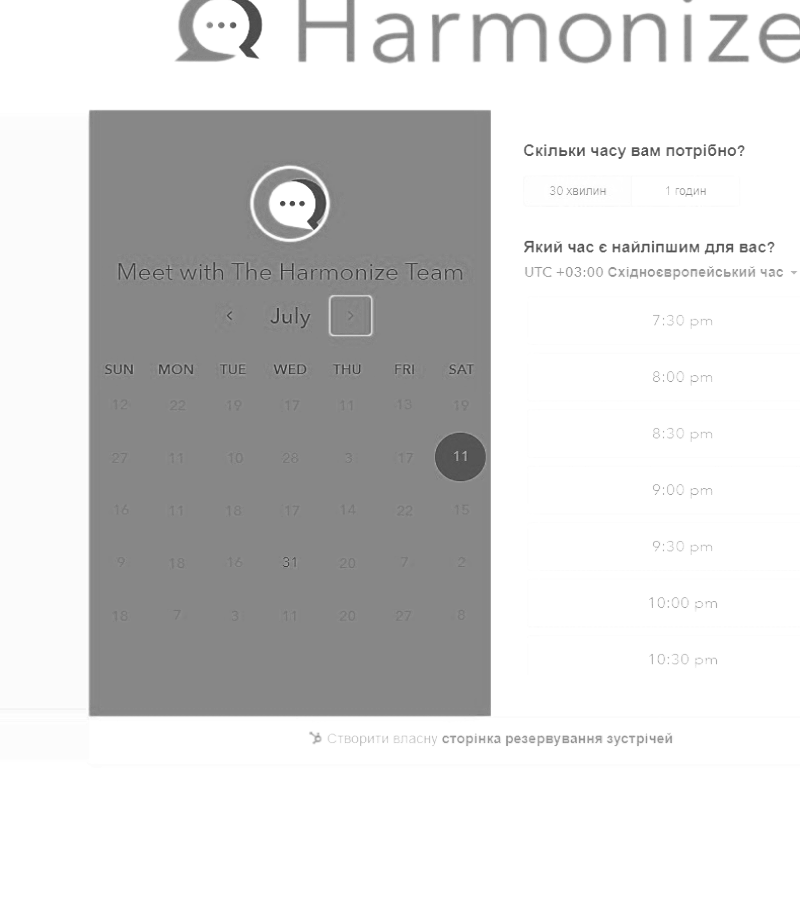 Harmonize
Meet with The Harmonize Team
July
SUN MON TUE WED THU FRI SAT
12 22 19 17 11 13 19
27 11 10 28 3 17 11
16 11 18 17 14 22 15
9 18 16 31 20 7 2
18 7 3 11 20 27 8
Скільки часу вам потрібно?
30 хвилин 1 годин
Який час є найліпшим для вас?
UTC +03:00 Східноєвропейський час
7:30 pm
8:00 pm
8:30 pm
9:00 pm
9:30 pm
10:00 pm
10:30 pm
Створити власну сторінка резервування зустрічей